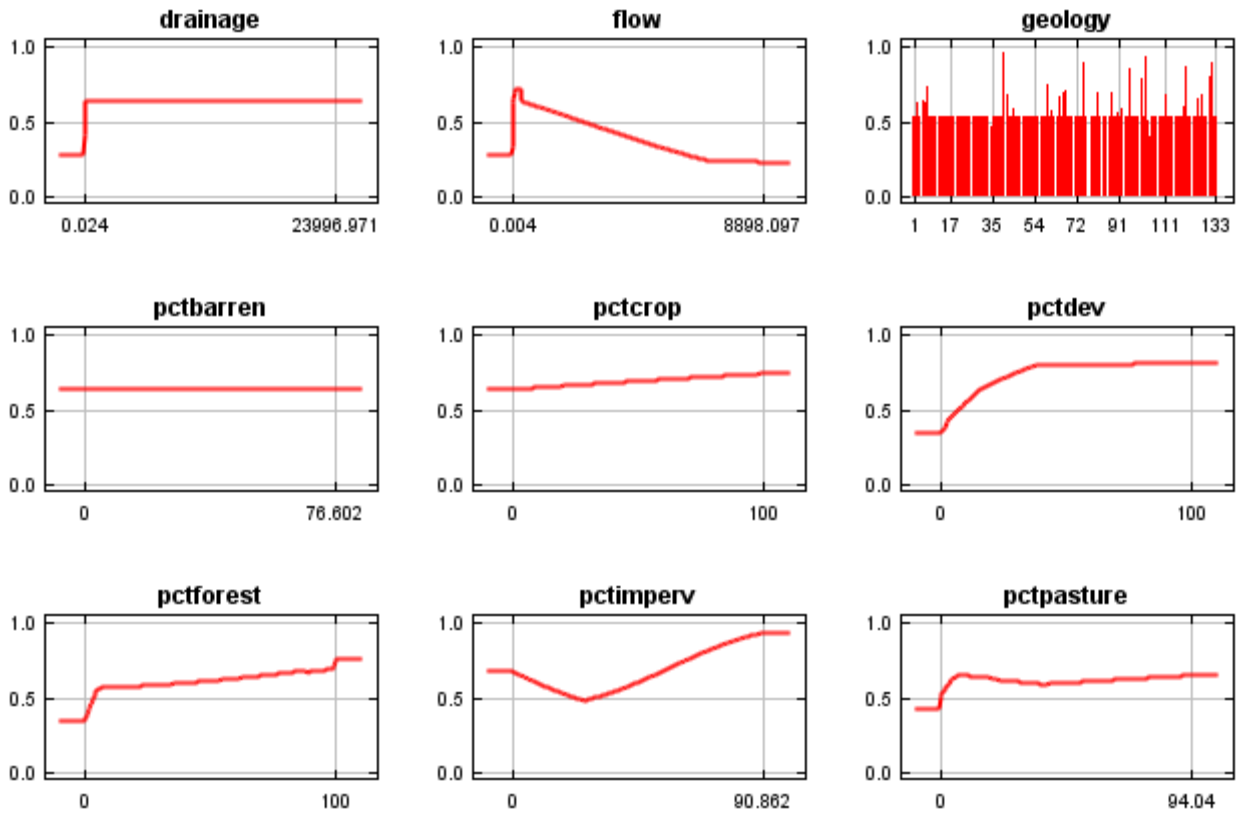 drainage flow geology
1.0 1.0 1.0
0.5 0.5 0.5
0.0 0.0 0.0
0.024 23996.971 0.004 8898.097 1 17 35 54 72 91 111 133
pctbarren pctcrop pctdev
1.0 1.0 1.0
0.5 0.5 0.5
0.0 0.0 0.0
0 76.602 0 100 0 100
pctforest pctimperv pctpasture
1.0 1.0 1.0
0.5 0.5 0.5
0.0 0.0 0.0
0 100 0 90.862 0 94.04